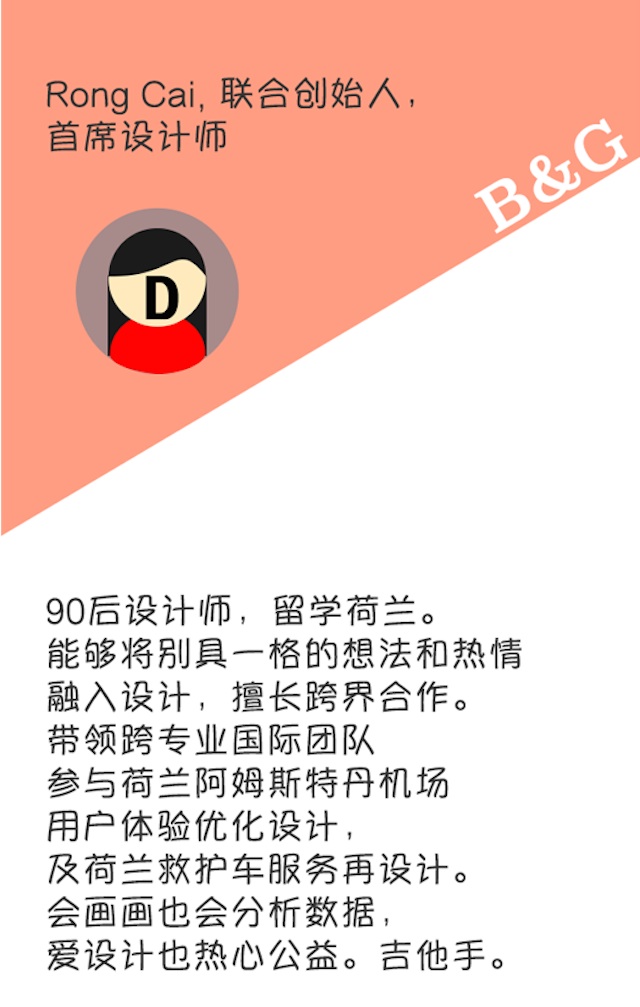 Rong Cai, 联合创始人，
首席设计师
B&G
D
90后设计师，留学荷兰。
能够将别具一格的想法和热情
融入设计，擅长跨界合作。
带领跨专业国际团队
参与荷兰阿姆斯特丹机场
用户体验优化设计，
及荷兰救护车服务再设计。
会画画也会分析数据，
爱设计也热心公益。吉他手。